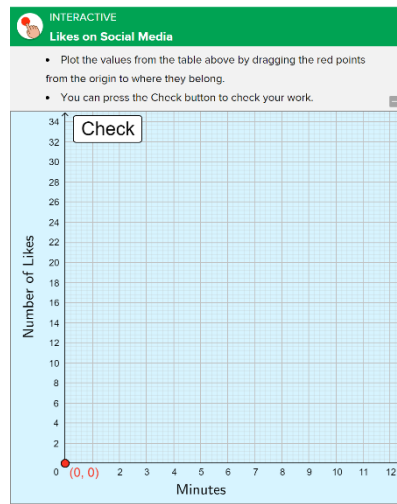 INTERACTIVE
Likes on Social Media
• Plot the values from the table above by dragging the red points
from the origin to where they belong.
• You can press the Check button to check your work.
Check
34
32
30
28
26
24
22
20
18
16
14
12
10
8
6
4
2
Number of Likes
0 (0, 0) 2 3 4 5 6 7 8 9 10 11 12
Minutes